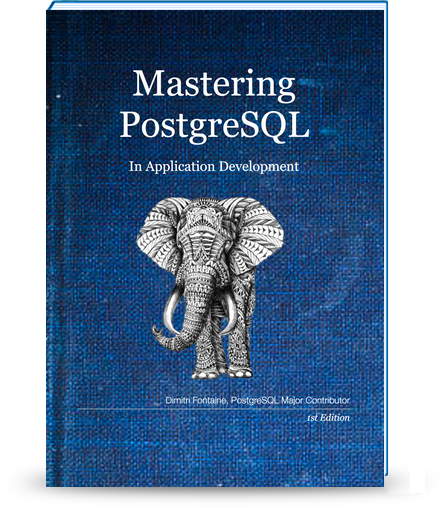 Mastering
PostgreSQL
In Application Development
Dimitri Fontaine, PostgreSQL Major Contributor
1st Edition